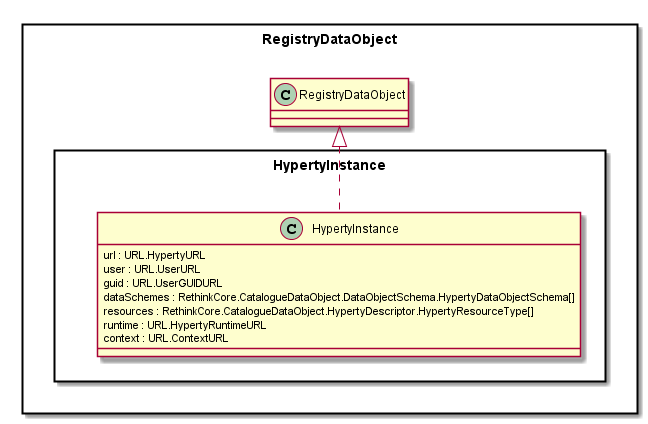 RegistryDataObject
C RegistryDataObject
HypertyInstance
C HypertyInstance
url : URL.HypertyURL
user : URL.UserURL
guid : URL.UserGUIDURL
dataSchemes : RethinkCore.CatalogueDataObject.DataObjectSchema.HypertyDataObjectSchema[]
resources : RethinkCore.CatalogueDataObject.HypertyDescriptor.HypertyResourceType[]
runtime : URL.HypertyRuntimeURL
context : URL.ContextURL